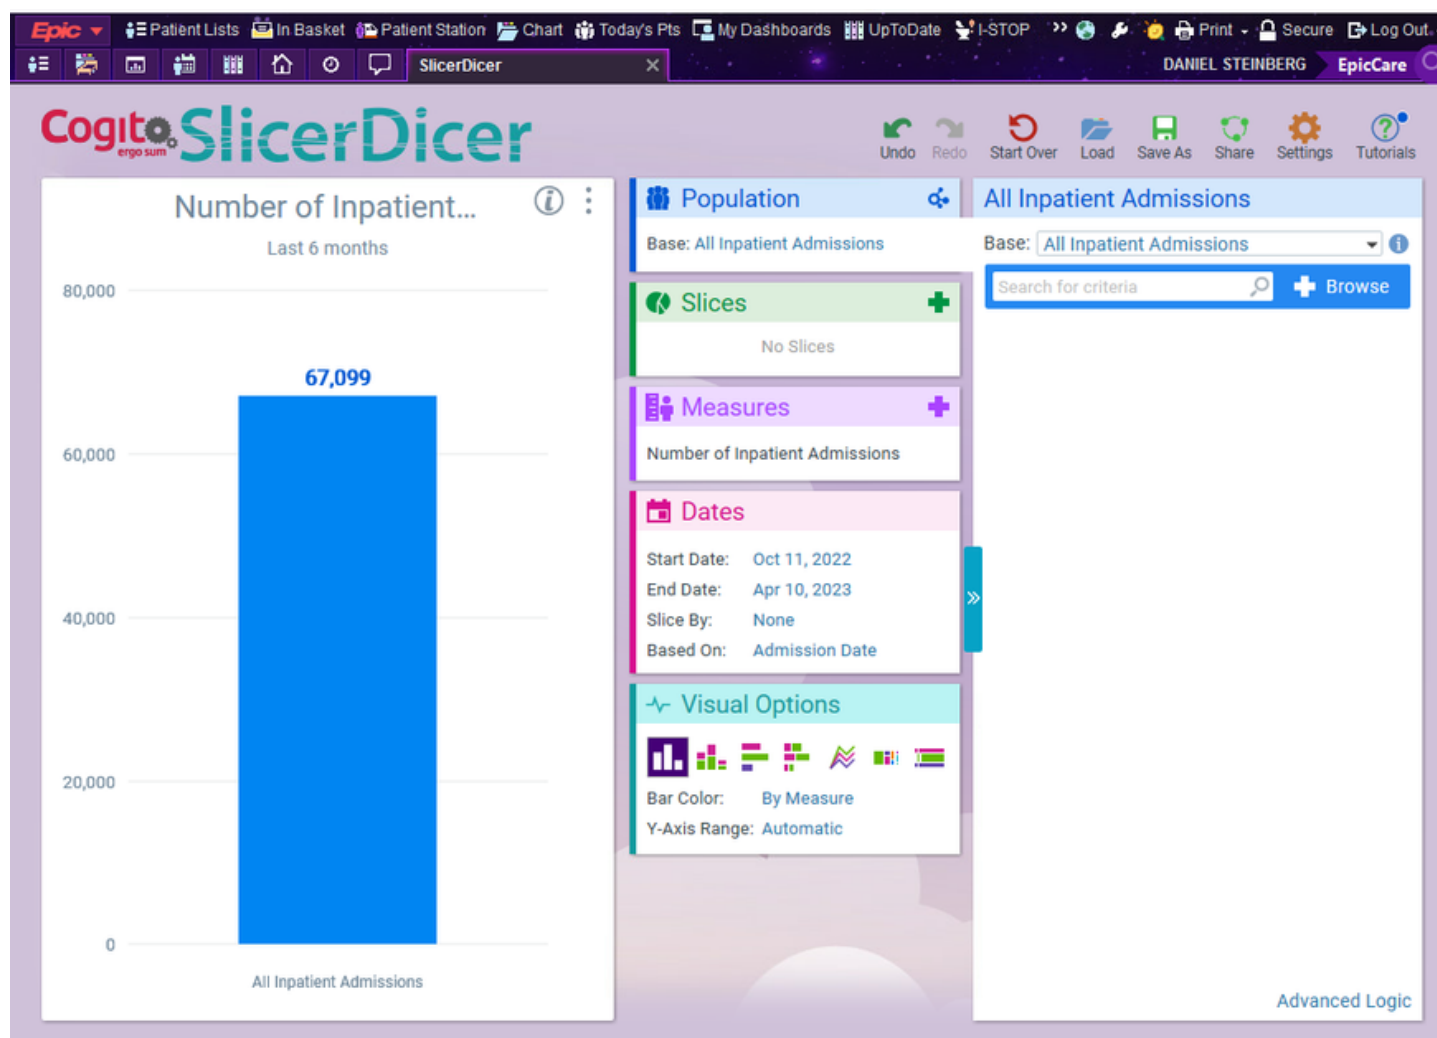 Epic Patient Lists In Basket Patient Station Chart Today's Pts My Dashboards UpToDate I-STOP Print Secure Log Out
SlicerDicer DANIEL STEINBERG EpicCare
Cogito ergo sum SlicerDicer
Undo Redo Start Over Load Save As Share Settings Tutorials
Number of Inpatient...
Last 6 months
80,000
67,099
60,000
40,000
20,000
0
All Inpatient Admissions
Population
Base: All Inpatient Admissions
Slices
No Slices
Measures
Number of Inpatient Admissions
Dates
Start Date: Oct 11, 2022
End Date: Apr 10, 2023
Slice By: None
Based On: Admission Date
Visual Options
Bar Color: By Measure
Y-Axis Range: Automatic
All Inpatient Admissions
Base: All Inpatient Admissions
Search for criteria Browse
Advanced Logic